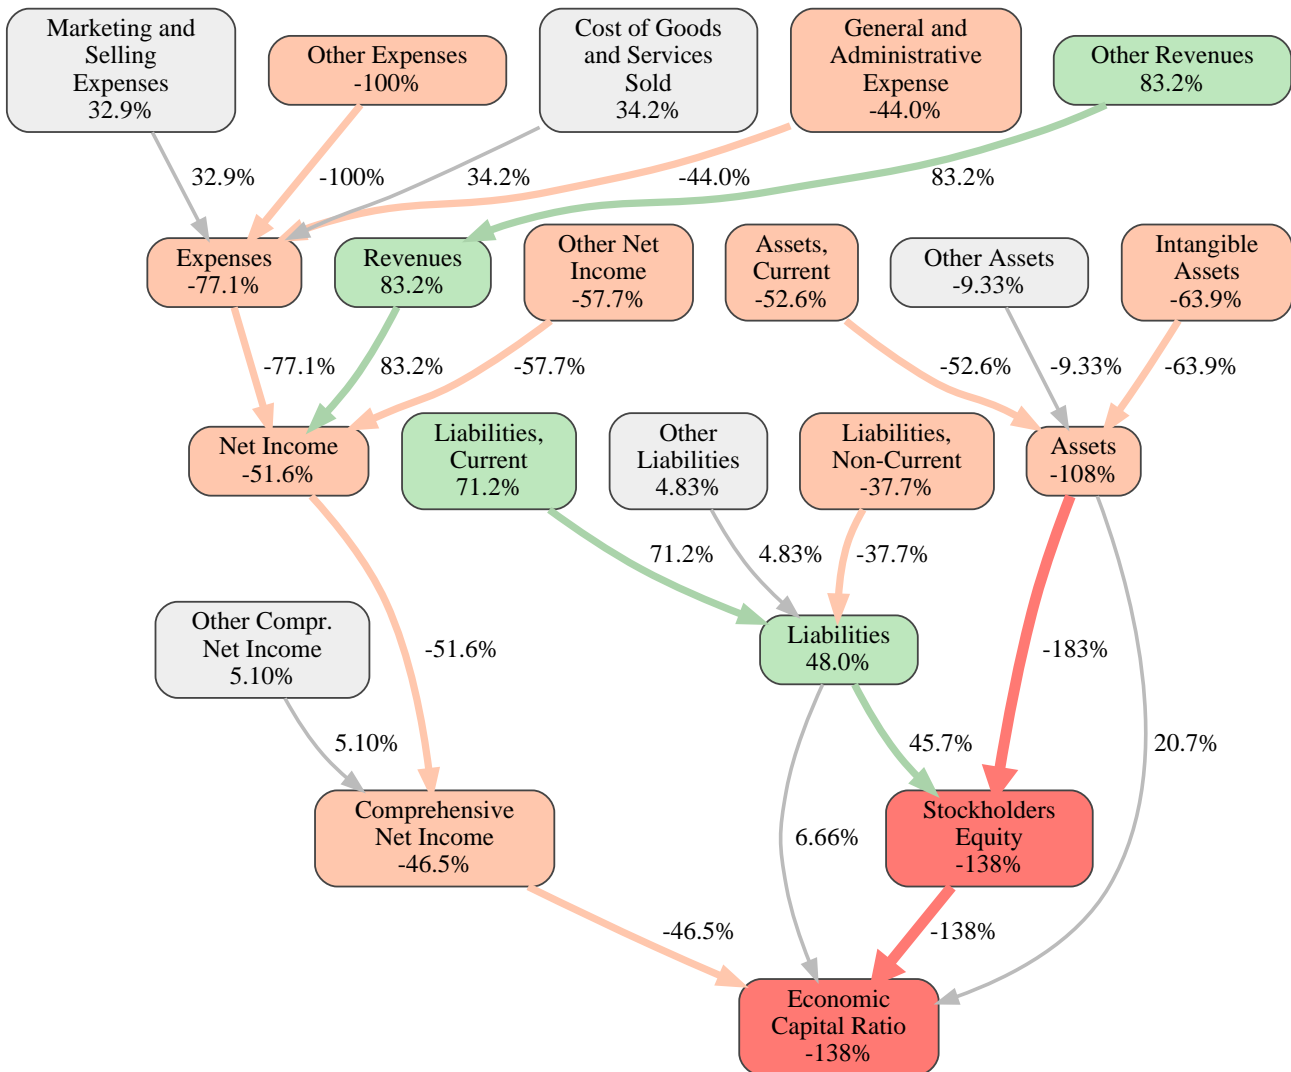 Marketing and
Selling
Expenses
32.9%
Other Expenses
-100%
Cost of Goods
and Services
Sold
34.2%
General and
Administrative
Expense
-44.0%
Other Revenues
83.2%
32.9%
-100%
34.2%
-44.0%
83.2%
Expenses
-77.1%
Revenues
83.2%
Other Net
Income
-57.7%
Assets,
Current
-52.6%
Other Assets
-9.33%
Intangible
Assets
-63.9%
-77.1%
83.2%
-57.7%
-52.6%
-9.33%
-63.9%
Net Income
-51.6%
Liabilities,
Current
71.2%
Other
Liabilities
4.83%
Liabilities,
Non-Current
-37.7%
Assets
-108%
71.2%
4.83%
-37.7%
Other Compr.
Net Income
5.10%
-51.6%
Liabilities
48.0%
-183%
5.10%
45.7%
20.7%
Comprehensive
Net Income
-46.5%
6.66%
Stockholders
Equity
-138%
-46.5%
-138%
Economic
Capital Ratio
-138%